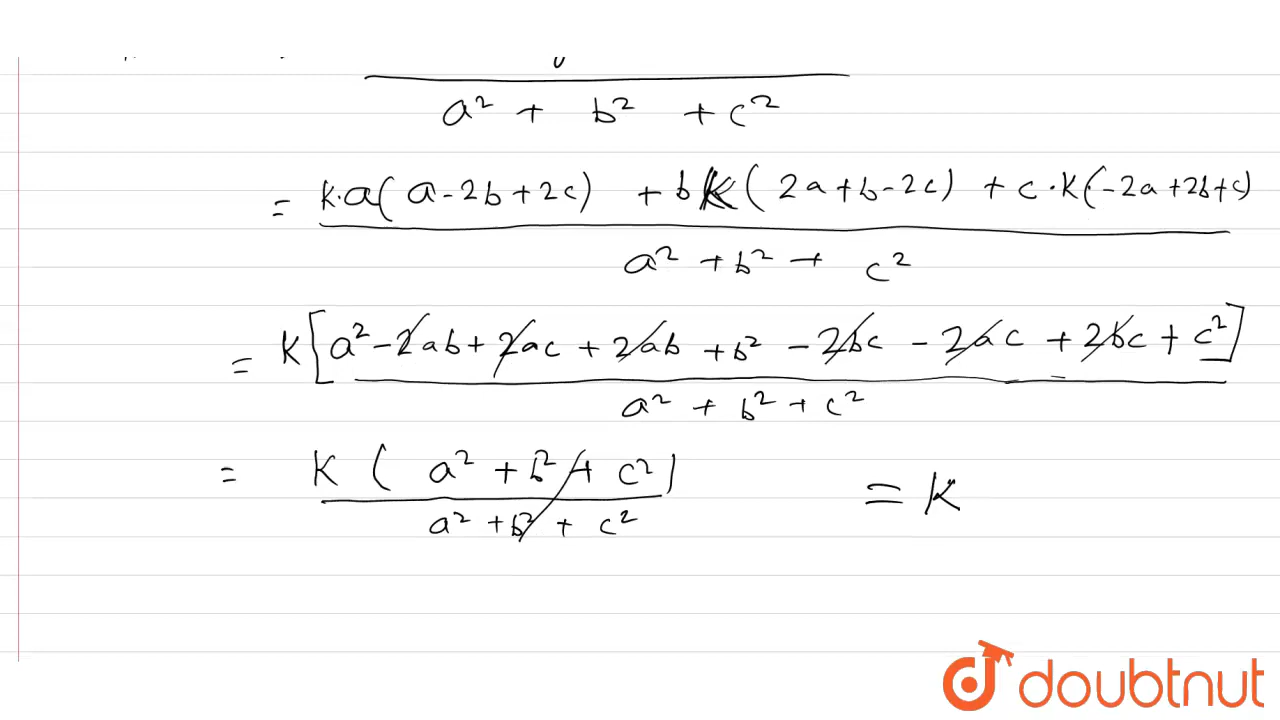 a² + b² + c²
= k·a(a-2b+2c) + bk(2a+b-2c) + c·k(-2a+2b+c)
a² + b² + c²
= k[a²-2ab+2ac+2ab+b²-2bc-2ac+2bc+c²]
a² + b² + c²
= k(a²+b²+c²) = k
a² + b² + c²
doubtnut